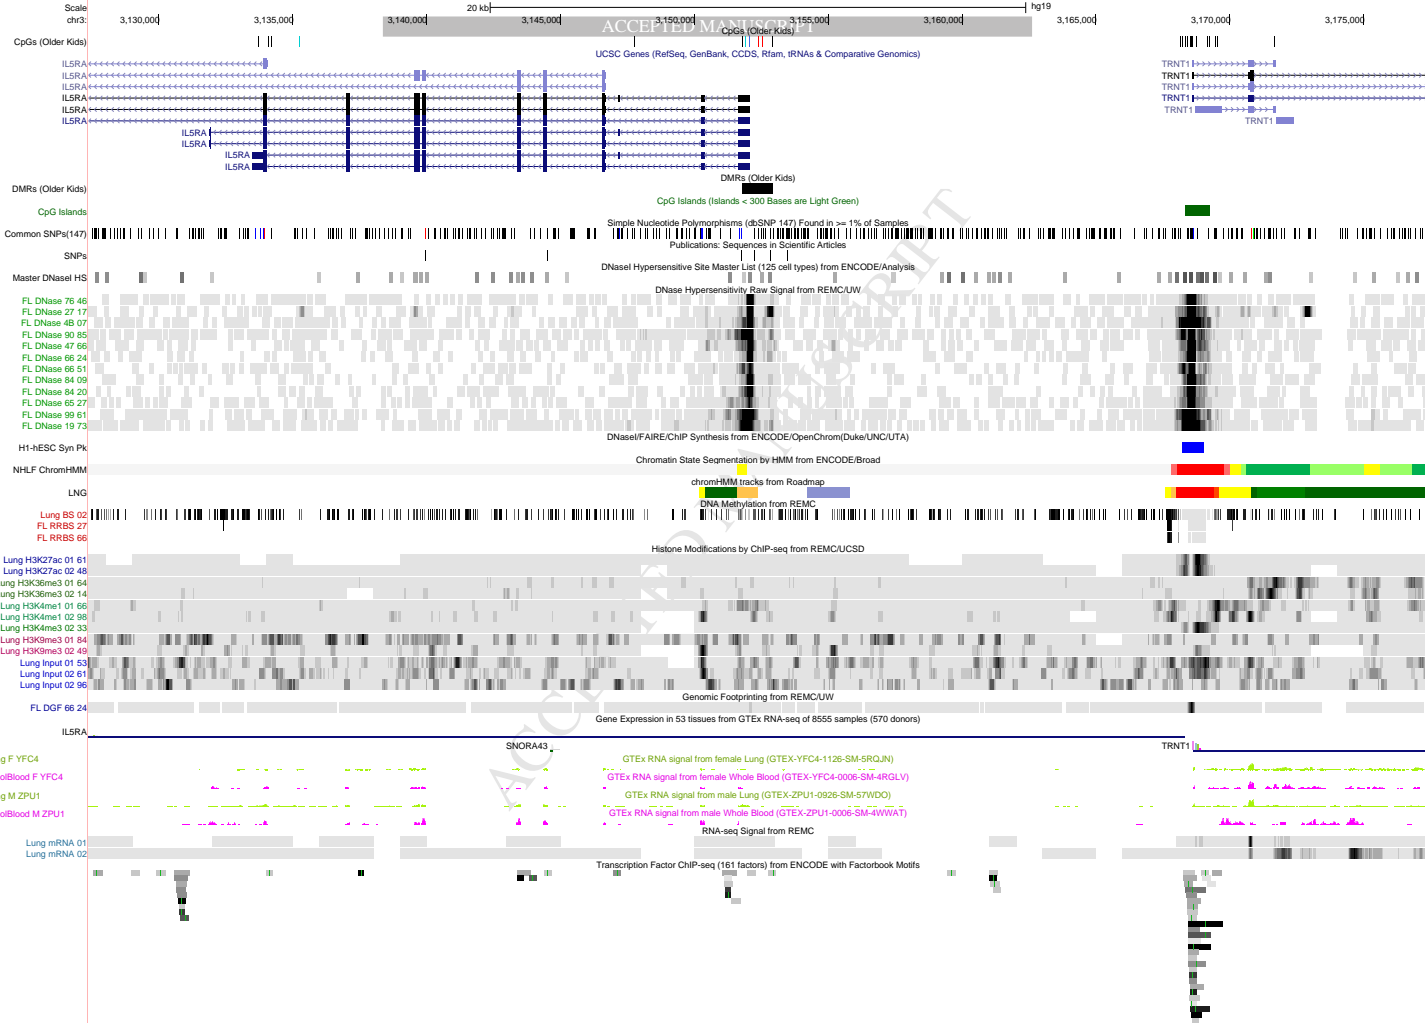 Scale 20 kb hg19
chr3: 3,130,000 3,135,000 3,140,000 3,145,000 3,150,000 3,155,000 3,160,000 3,165,000 3,170,000 3,175,000
ACCEPTED MANUSCRIPT
CpGs (Older Kids)
CpGs (Older Kids)
UCSC Genes (RefSeq, GenBank, CCDS, Rfam, tRNAs & Comparative Genomics)
IL5RA TRNT1
IL5RA TRNT1
IL5RA TRNT1
IL5RA TRNT1
IL5RA TRNT1
IL5RA TRNT1
IL5RA
IL5RA
IL5RA
IL5RA
DMRs (Older Kids)
DMRs (Older Kids)
CpG Islands (Islands < 300 Bases are Light Green)
CpG Islands
Simple Nucleotide Polymorphisms (dbSNP 147) Found in >= 1% of Samples
Common SNPs(147)
Publications: Sequences in Scientific Articles
SNPs
DNaseI Hypersensitive Site Master List (125 cell types) from ENCODE/Analysis
Master DNaseI HS
DNase Hypersensitivity Raw Signal from REMC/UW
FL DNase 76 46
FL DNase 27 17
FL DNase 4B 07
FL DNase 90 85
FL DNase 47 66
FL DNase 66 24
FL DNase 66 51
FL DNase 84 09
FL DNase 84 20
FL DNase 65 27
FL DNase 99 61
FL DNase 19 73
DNaseI/FAIRE/ChIP Synthesis from ENCODE/OpenChrom(Duke/UNC/UTA)
H1-hESC Syn Pk
Chromatin State Segmentation by HMM from ENCODE/Broad
NHLF ChromHMM
chromHMM tracks from Roadmap
LNG
DNA Methylation from REMC
Lung BS 02
FL RRBS 27
FL RRBS 66
Histone Modifications by ChIP-seq from REMC/UCSD
Lung H3K27ac 01 61
Lung H3K27ac 02 48
ung H3K36me3 01 64
ung H3K36me3 02 14
Lung H3K4me1 01 66
Lung H3K4me1 02 98
Lung H3K4me3 02 33
Lung H3K9me3 01 84
Lung H3K9me3 02 49
Lung Input 01 53
Lung Input 02 61
Lung Input 02 96
Genomic Footprinting from REMC/UW
FL DGF 66 24
Gene Expression in 53 tissues from GTEx RNA-seq of 8555 samples (570 donors)
IL5RA
SNORA43 TRNT1
g F YFC4 GTEx RNA signal from female Lung (GTEX-YFC4-1126-SM-5RQJN)
olBlood F YFC4 GTEx RNA signal from female Whole Blood (GTEX-YFC4-0006-SM-4RGLV)
g M ZPU1 GTEx RNA signal from male Lung (GTEX-ZPU1-0926-SM-57WDO)
olBlood M ZPU1 GTEx RNA signal from male Whole Blood (GTEX-ZPU1-0006-SM-4WWAT)
RNA-seq Signal from REMC
Lung mRNA 01
Lung mRNA 02
Transcription Factor ChIP-seq (161 factors) from ENCODE with Factorbook Motifs
ACCEPTED MANUSCRIPT